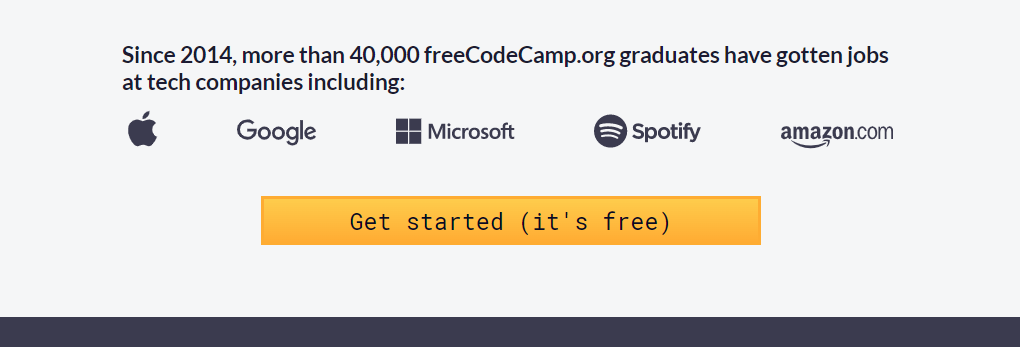 Since 2014, more than 40,000 freeCodeCamp.org graduates have gotten jobs
at tech companies including:
Google Microsoft Spotify amazon.com
Get started (it's free)